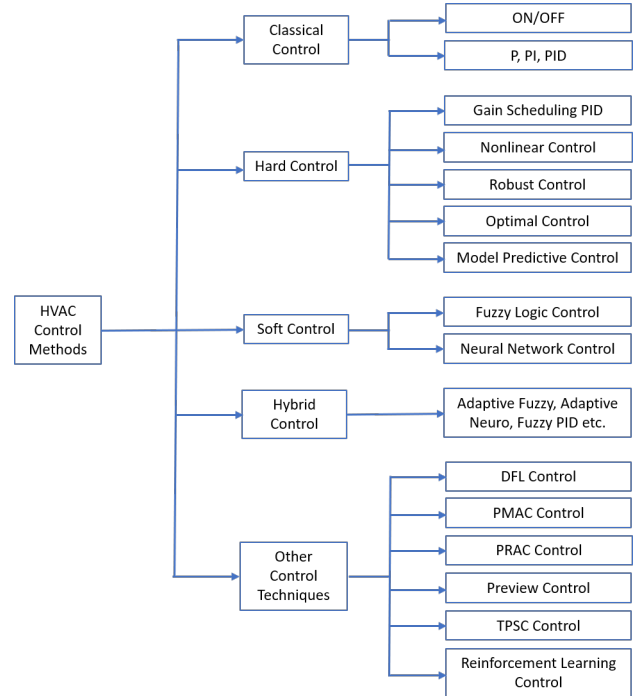 HVAC
Control
Methods
Classical
Control
ON/OFF
P, PI, PID
Hard Control
Gain Scheduling PID
Nonlinear Control
Robust Control
Optimal Control
Model Predictive Control
Soft Control
Fuzzy Logic Control
Neural Network Control
Hybrid
Control
Adaptive Fuzzy, Adaptive
Neuro, Fuzzy PID etc.
Other
Control
Techniques
DFL Control
PMAC Control
PRAC Control
Preview Control
TPSC Control
Reinforcement Learning
Control